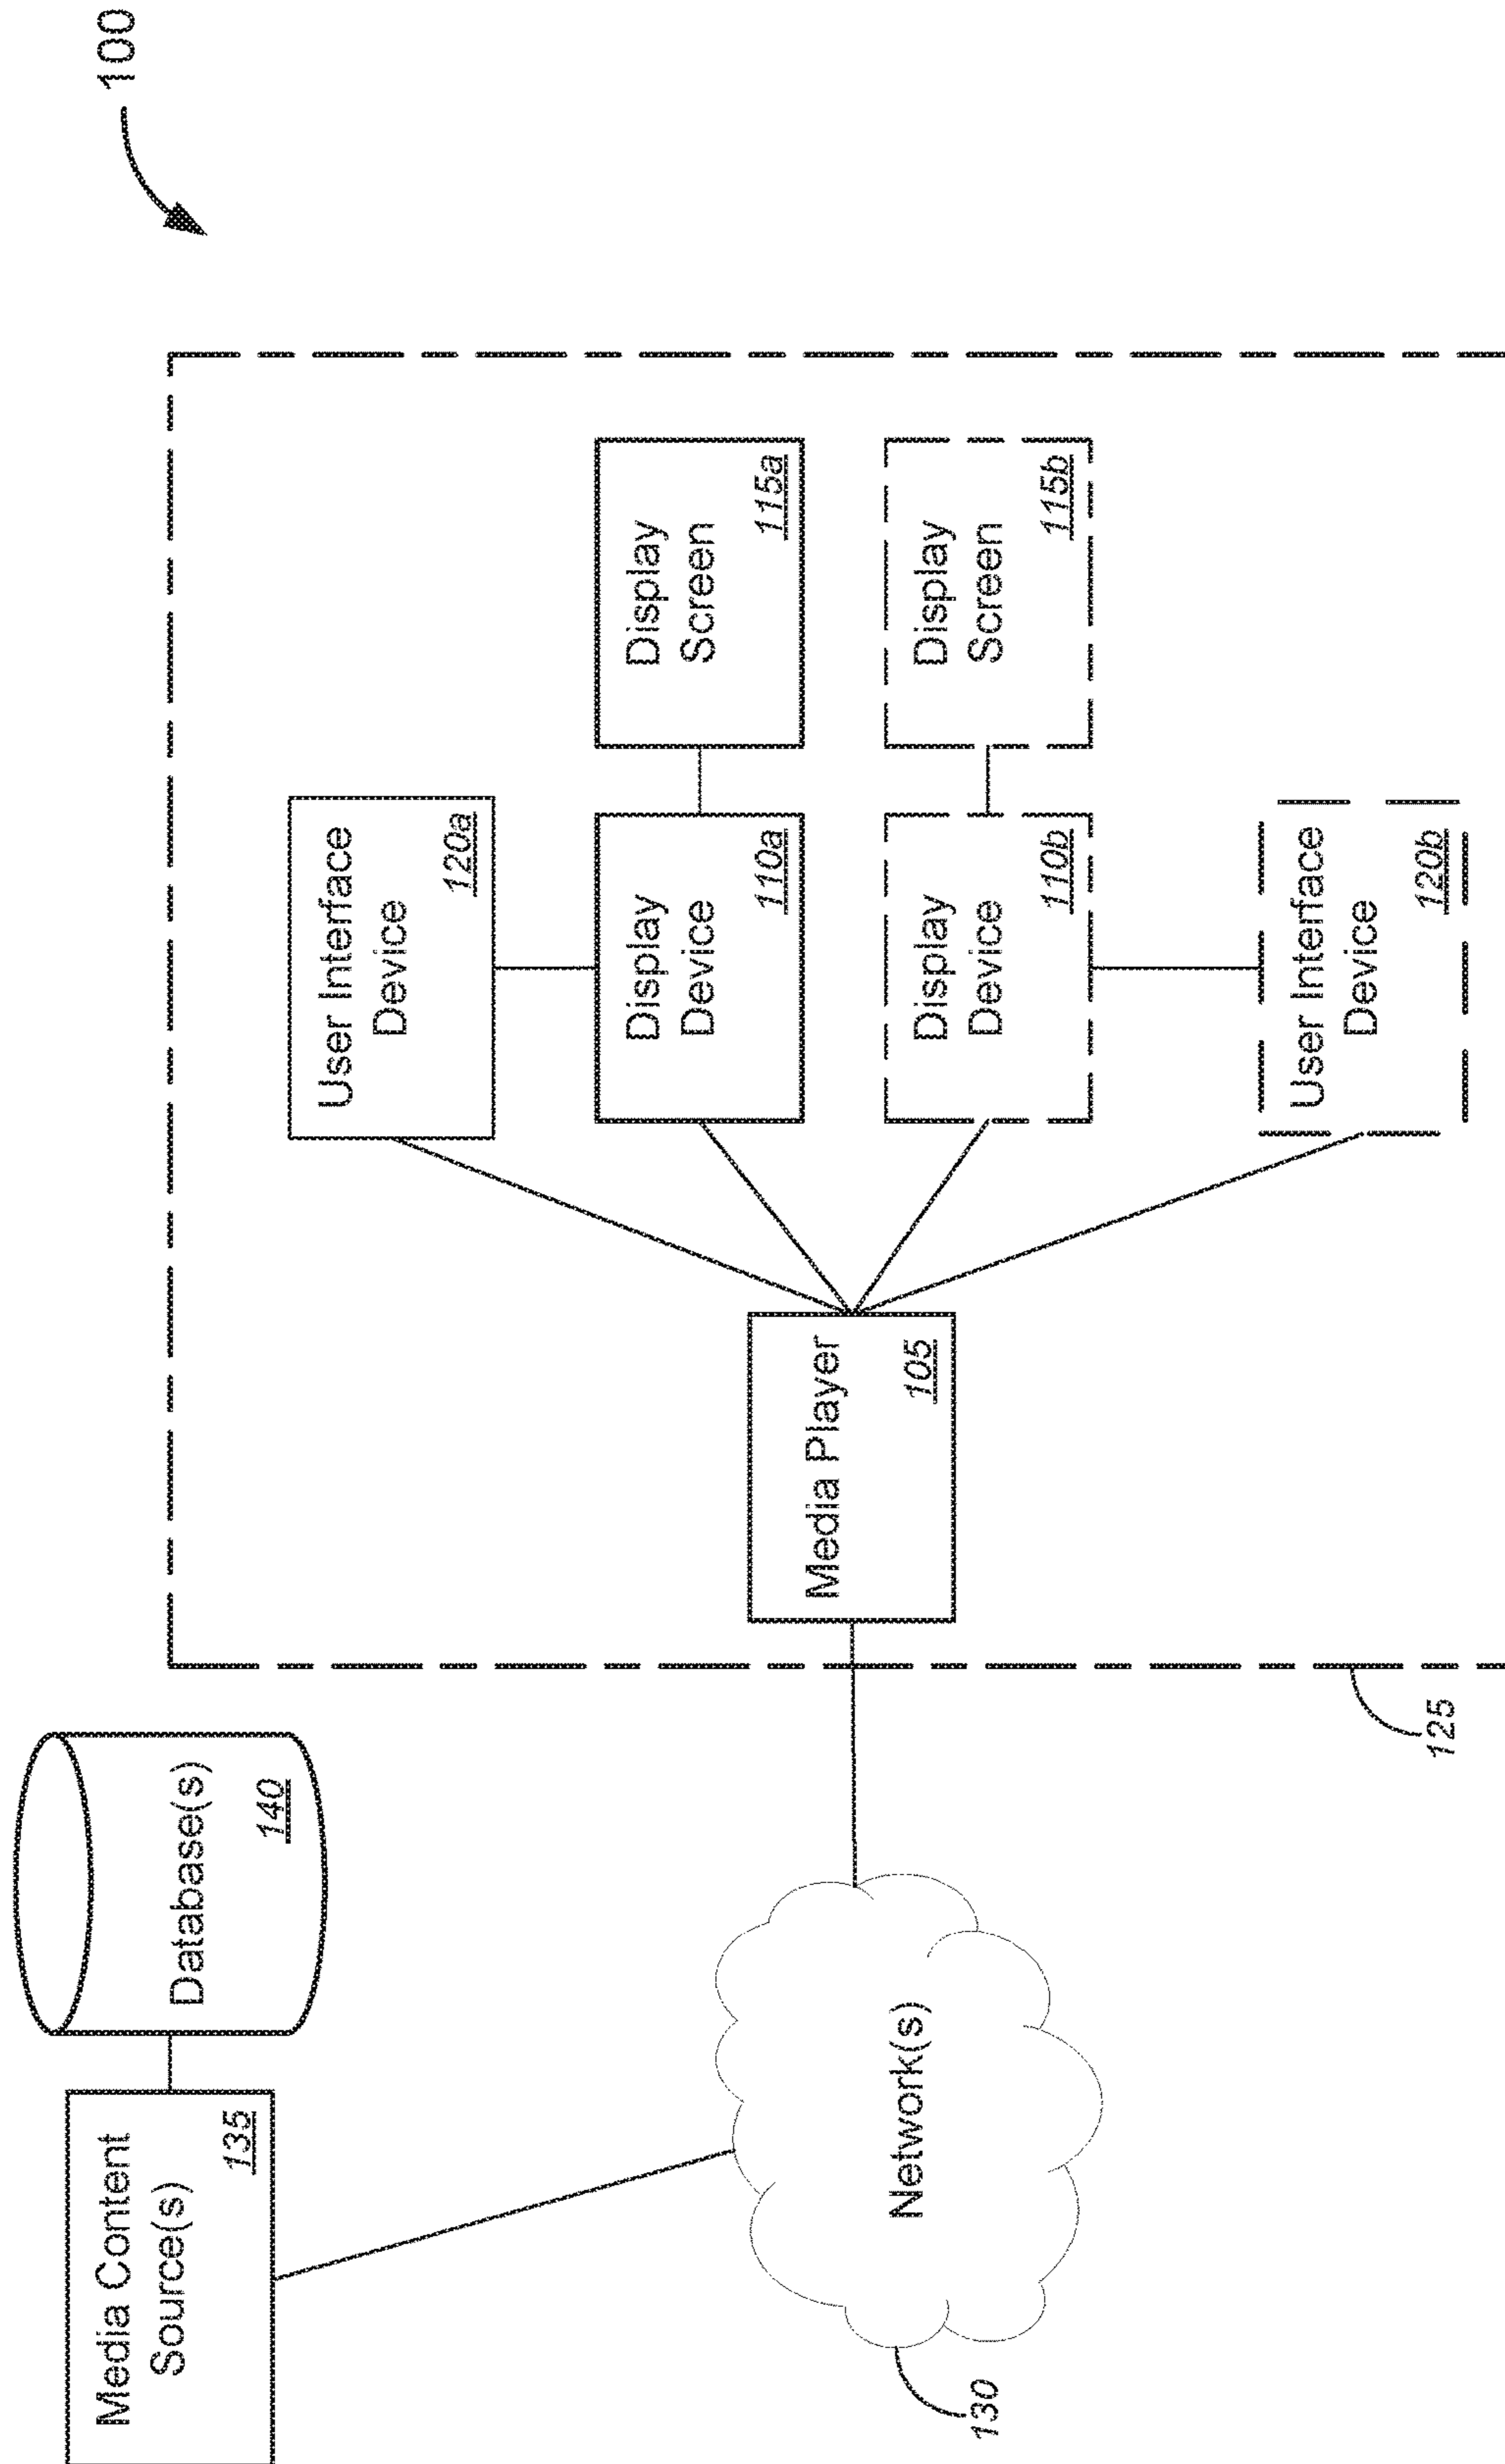 100
Media Content
Source(s)
135
Database(s)
140
User Interface
Device
120a
Display
Device
110a
Display
Screen
115a
Media Player
105
Network(s)
130
Display
Device
110b
Display
Screen
115b
User Interface
Device
120b
125